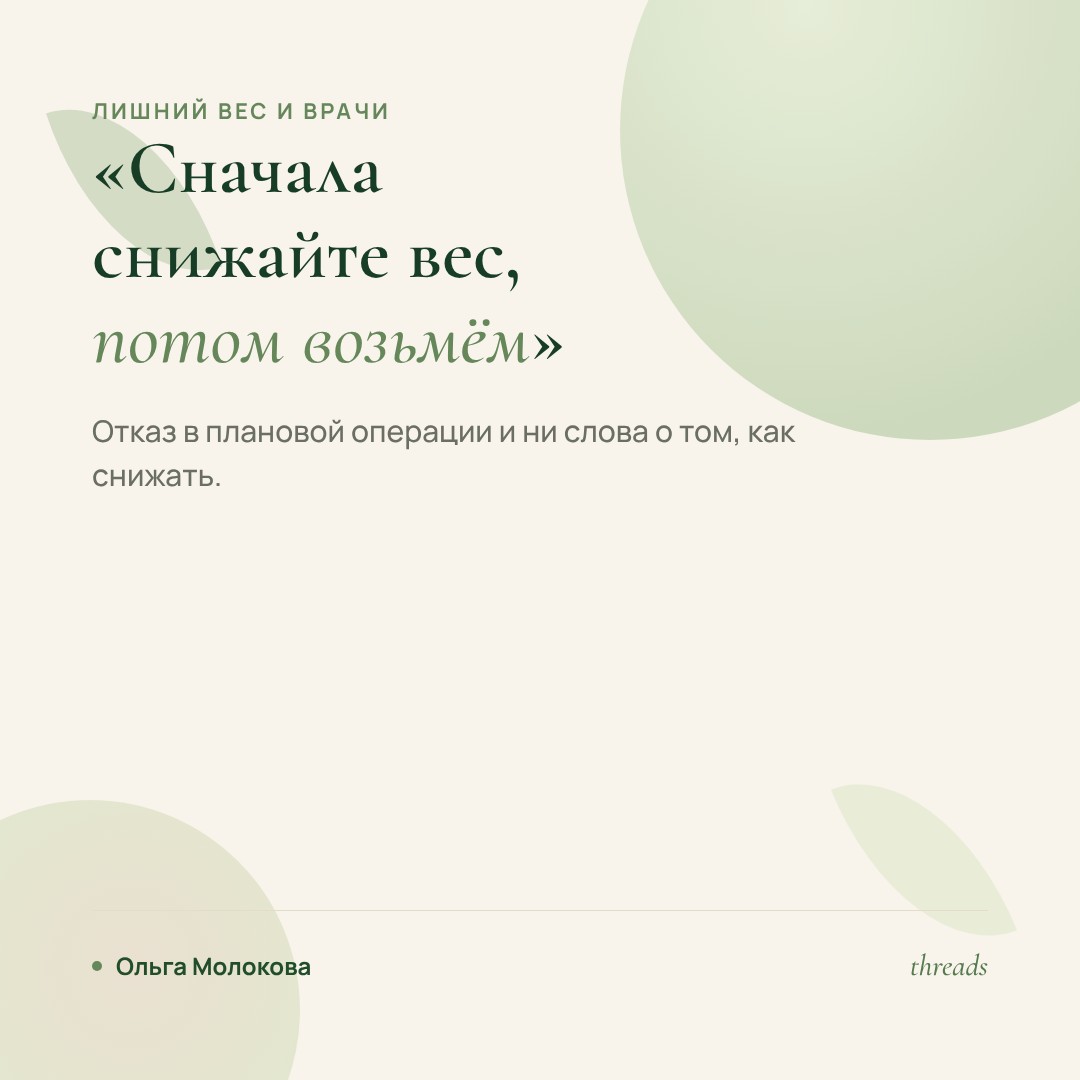 ЛИШНИЙ ВЕС И ВРАЧИ
«Сначала
снижайте вес,
потом возьмём»
Отказ в плановой операции и ни слова о том, как
снижать.
Ольга Молокова
threads